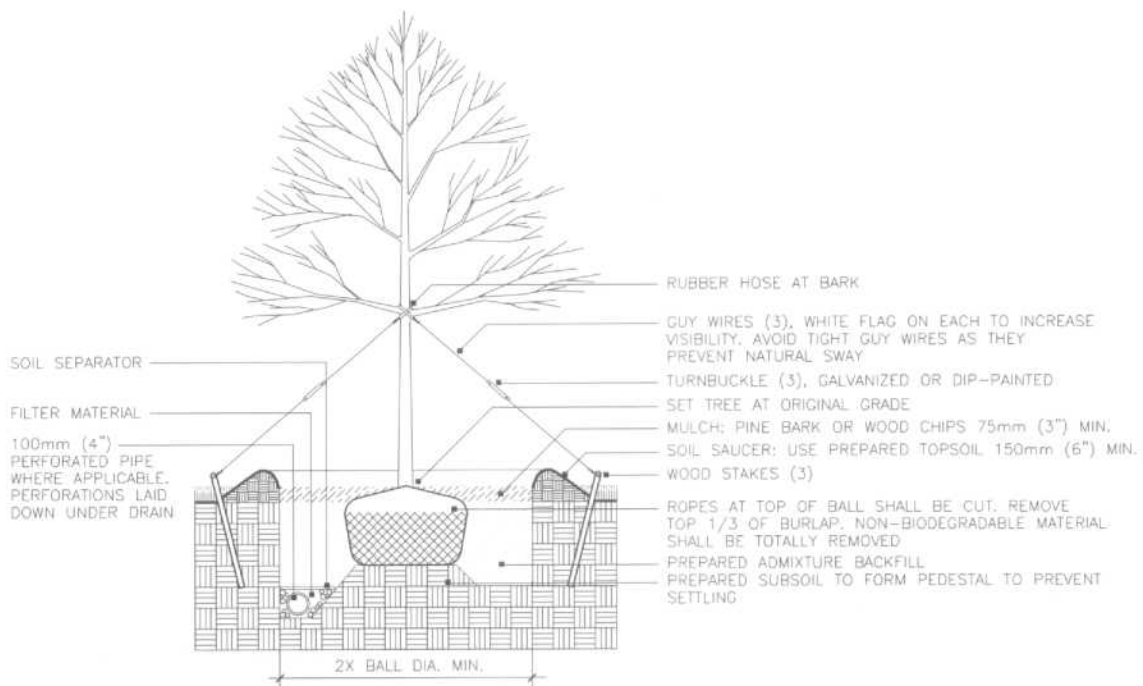 RUBBER HOSE AT BARK
GUY WIRES (3), WHITE FLAG ON EACH TO INCREASE
VISIBILITY. AVOID TIGHT GUY WIRES AS THEY
PREVENT NATURAL SWAY
TURNBUCKLE (3), GALVANIZED OR DIP-PAINTED
SET TREE AT ORIGINAL GRADE
MULCH: PINE BARK OR WOOD CHIPS 75mm (3") MIN.
SOIL SAUCER: USE PREPARED TOPSOIL 150mm (6") MIN.
WOOD STAKES (3)
ROPES AT TOP OF BALL SHALL BE CUT. REMOVE
TOP 1/3 OF BURLAP. NON-BIODEGRADABLE MATERIAL
SHALL BE TOTALLY REMOVED
PREPARED ADMIXTURE BACKFILL
PREPARED SUBSOIL TO FORM PEDESTAL TO PREVENT
SETTLING
SOIL SEPARATOR
FILTER MATERIAL
100mm (4")
PERFORATED PIPE
WHERE APPLICABLE.
PERFORATIONS LAID
DOWN UNDER DRAIN
2X BALL DIA. MIN.